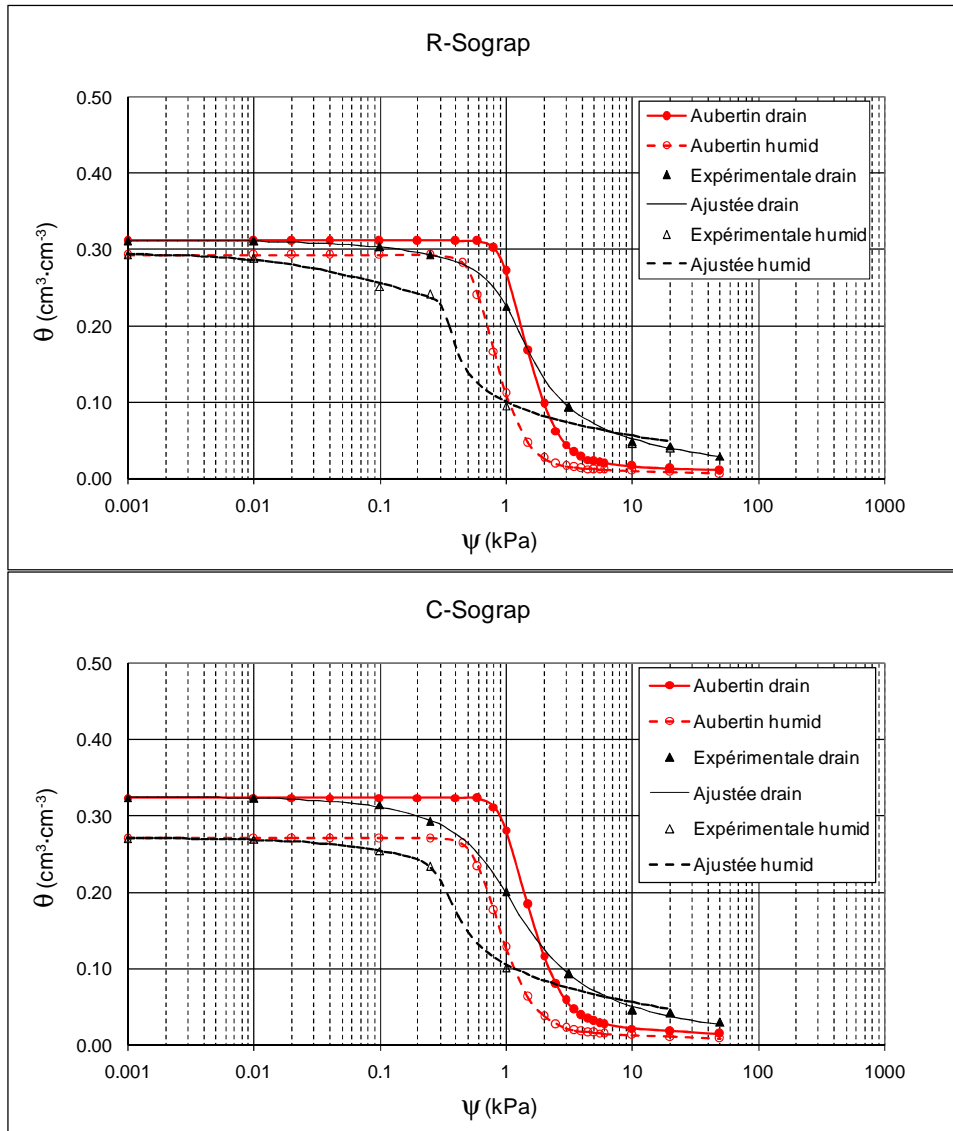 R-Sograp
θ (cm³·cm⁻³)
0.50
0.40
0.30
0.20
0.10
0.00
Aubertin drain
Aubertin humid
Expérimentale drain
Ajustée drain
Expérimentale humid
Ajustée humid
0.001 0.01 0.1 1 10 100 1000
ψ (kPa)
C-Sograp
θ (cm³·cm⁻³)
0.50
0.40
0.30
0.20
0.10
0.00
Aubertin drain
Aubertin humid
Expérimentale drain
Ajustée drain
Expérimentale humid
Ajustée humid
0.001 0.01 0.1 1 10 100 1000
ψ (kPa)